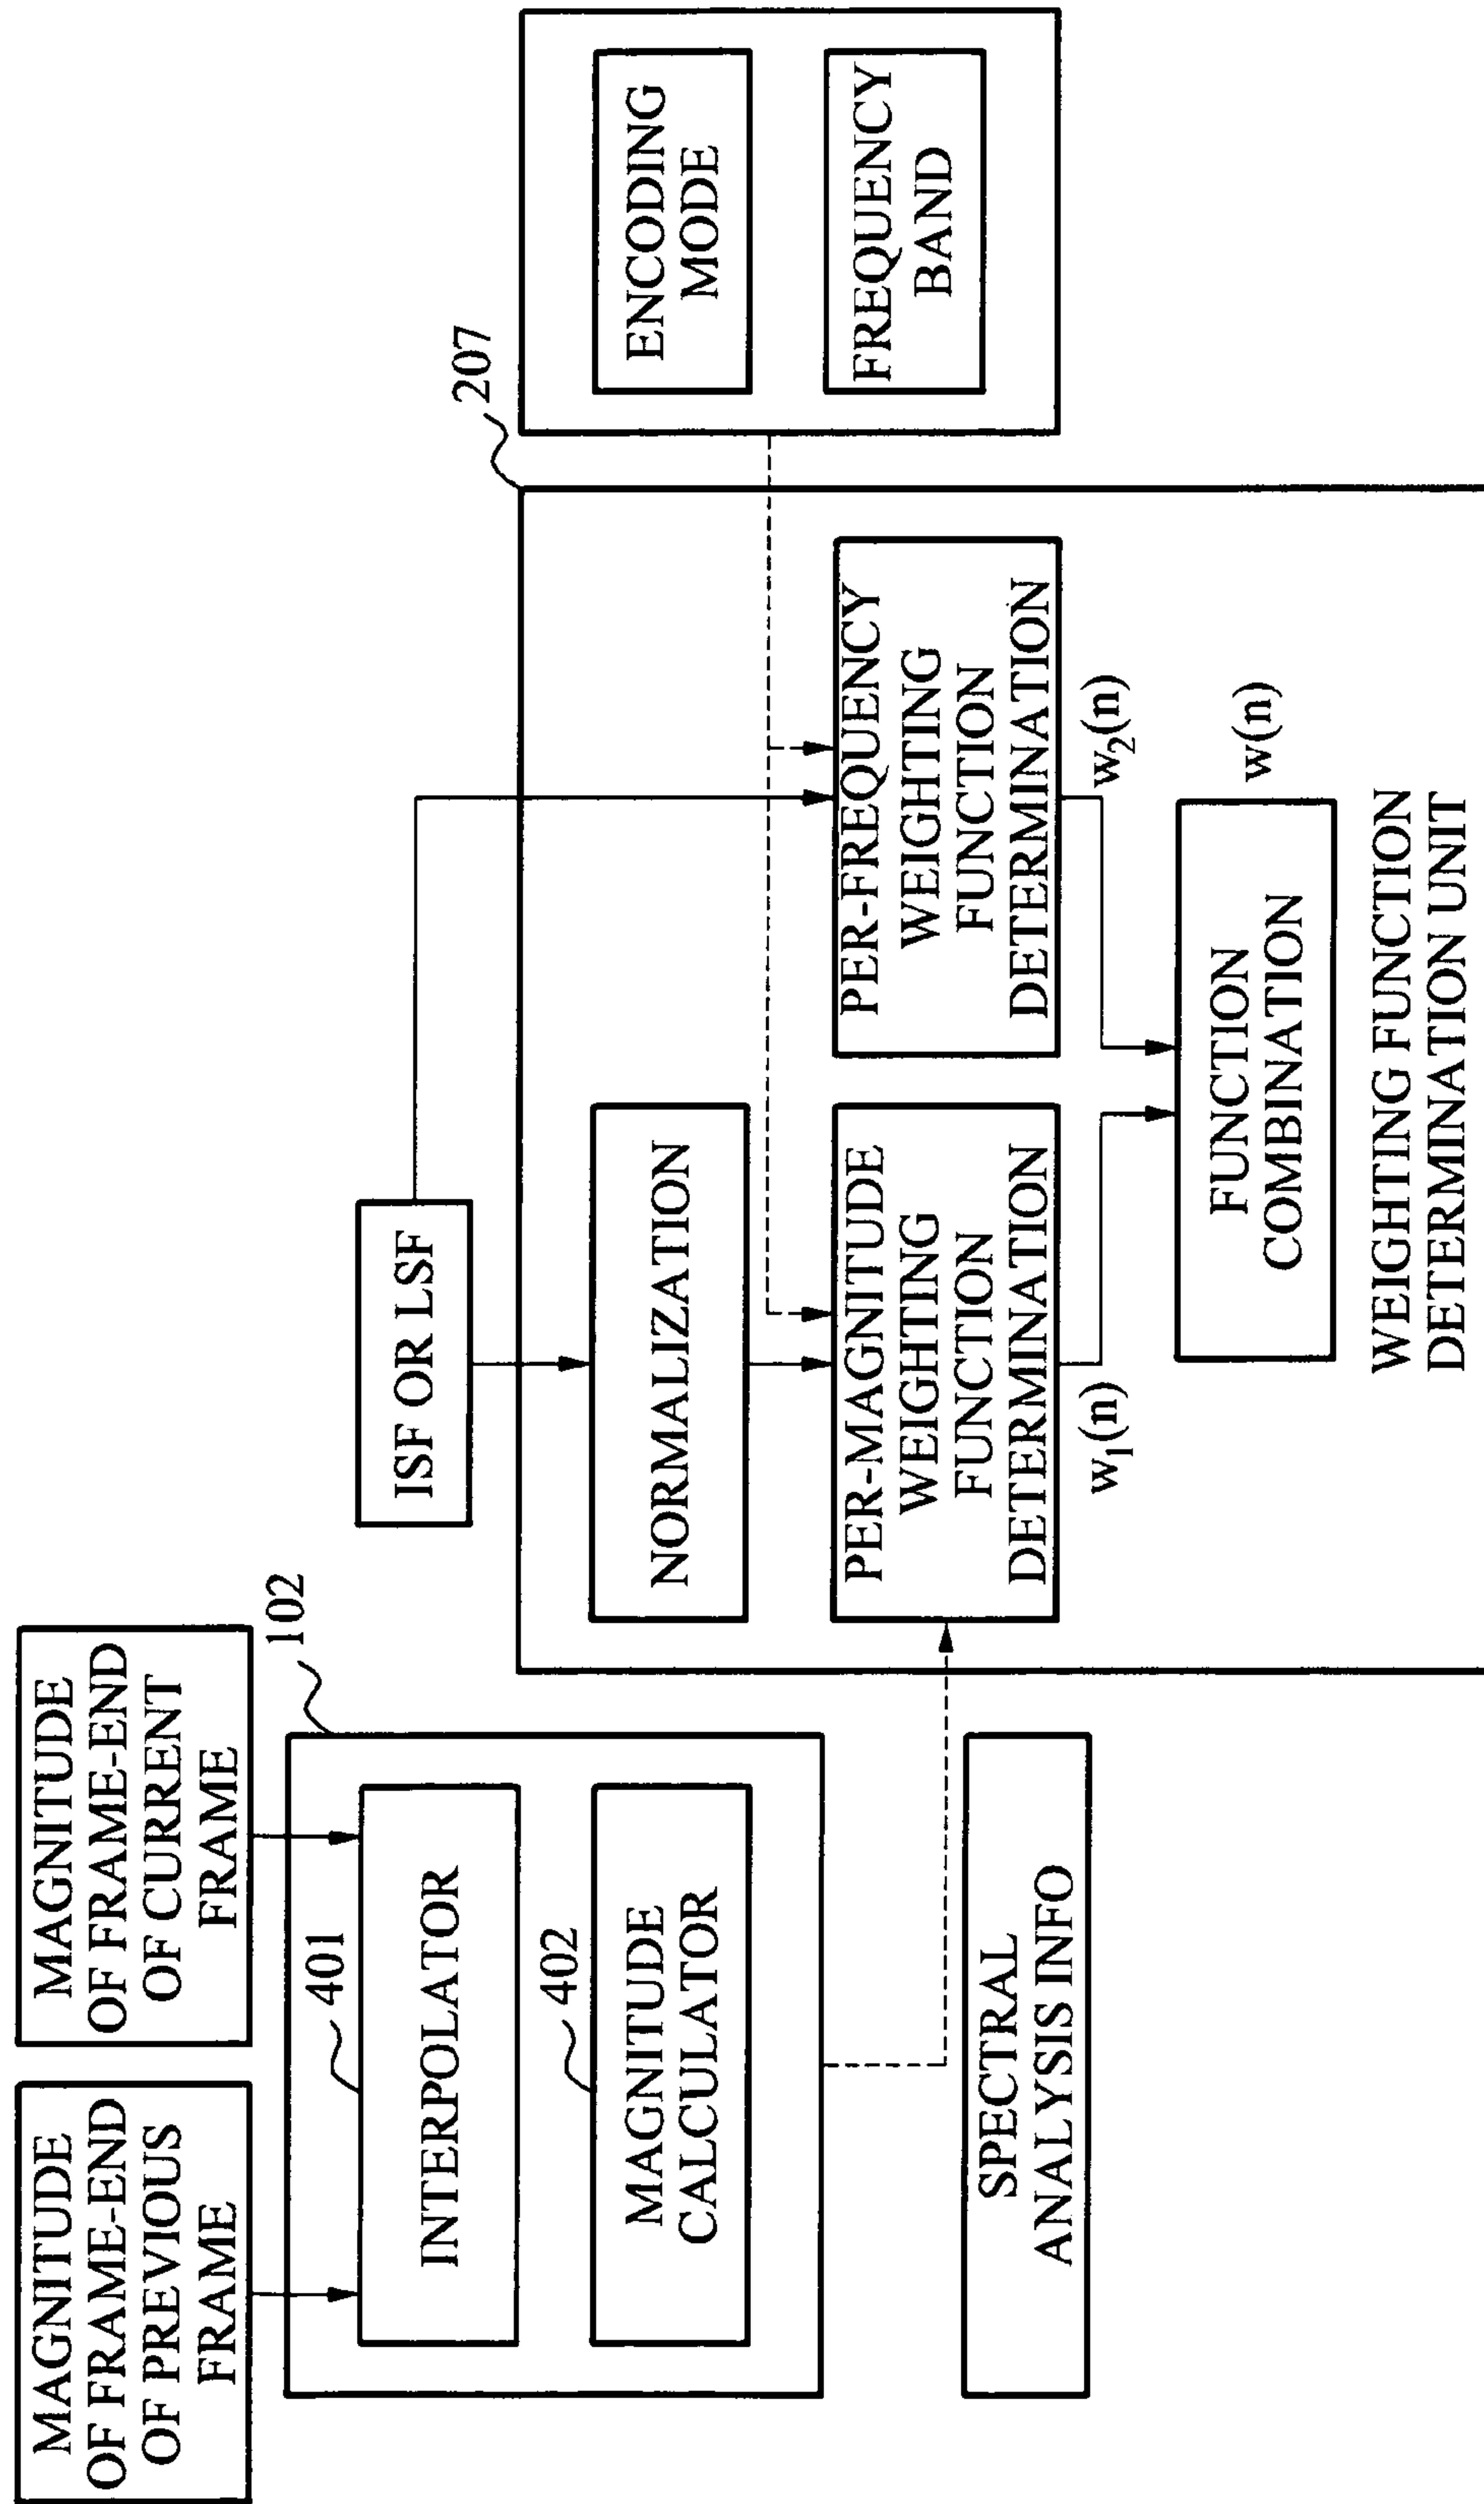 MAGNITUDE
OF FRAME-END
OF PREVIOUS
FRAME
MAGNITUDE
OF FRAME-END
OF CURRENT
FRAME
102
401
INTERPOLATOR
402
MAGNITUDE
CALCULATOR
SPECTRAL
ANALYSIS INFO
ISF OR LSF
207
NORMALIZATION
PER-MAGNITUDE
WEIGHTING
FUNCTION
DETERMINATION
w₁(n)
PER-FREQUENCY
WEIGHTING
FUNCTION
DETERMINATION
w₂(n)
FUNCTION
COMBINATION
w(n)
WEIGHTING FUNCTION
DETERMINATION UNIT
ENCODING
MODE
FREQUENCY
BAND